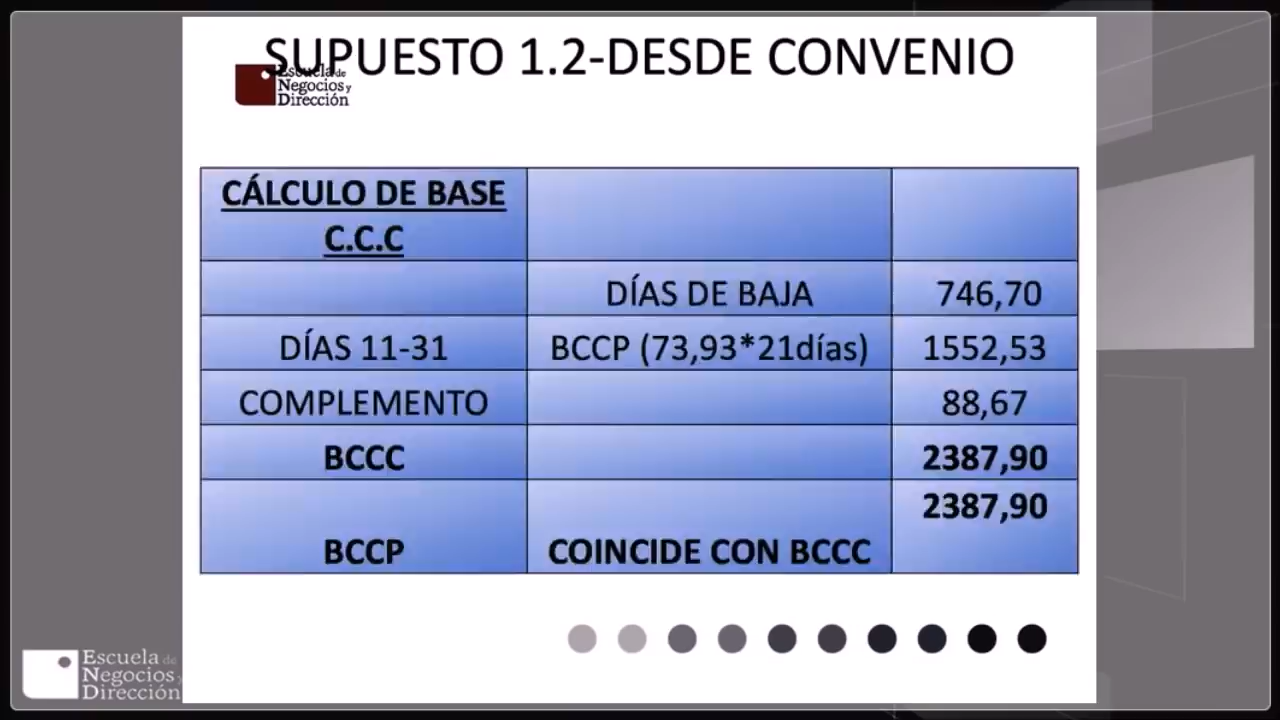 SUPUESTO 1.2-DESDE CONVENIO
Escuela de
Negocios y
Dirección
CÁLCULO DE BASE
C.C.C
DÍAS DE BAJA 746,70
DÍAS 11-31 BCCP (73,93*21días) 1552,53
COMPLEMENTO 88,67
BCCC 2387,90
2387,90
BCCP COINCIDE CON BCCC
Escuela de
Negocios y
Dirección